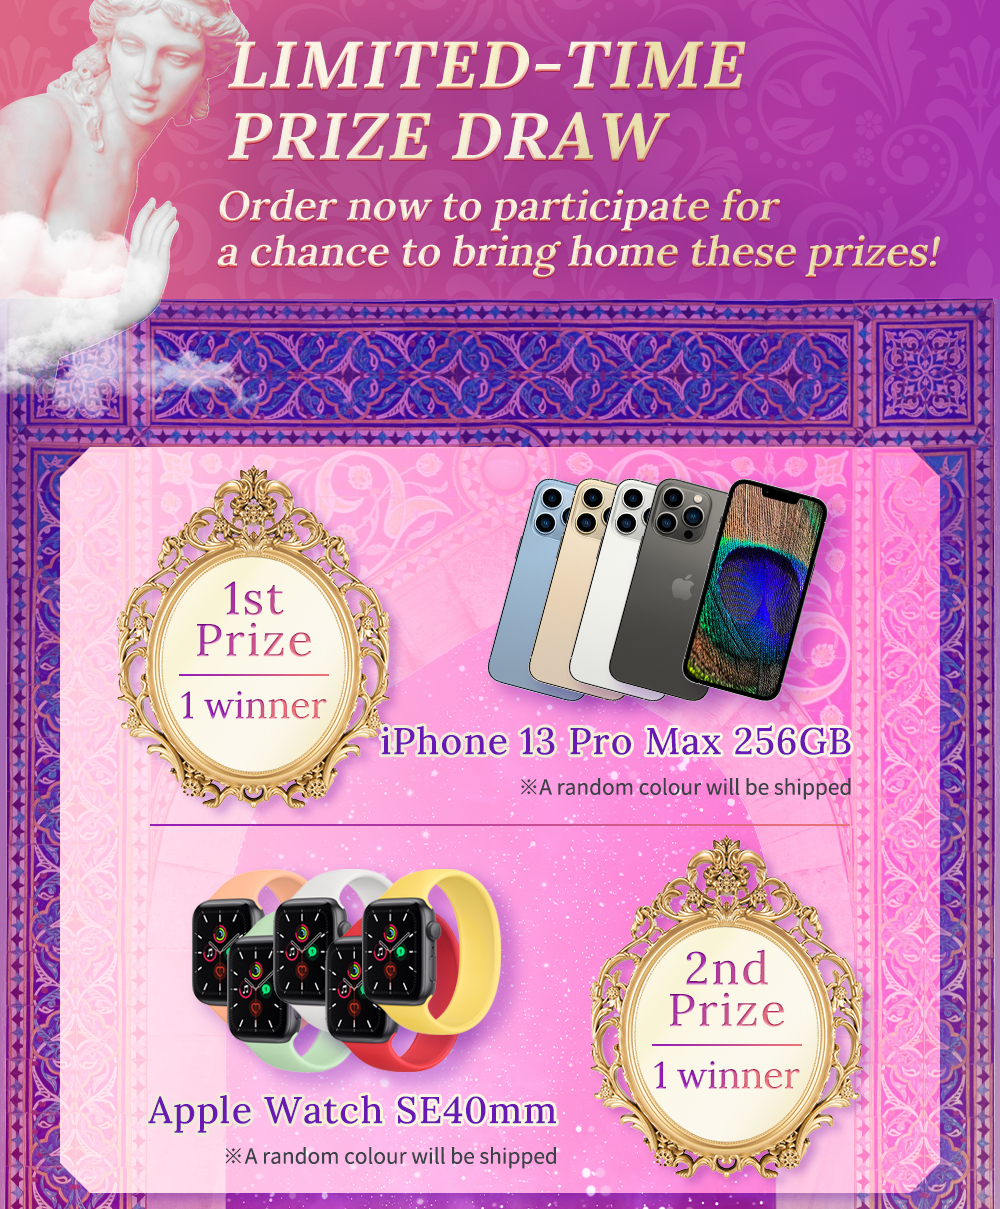 LIMITED-TIME
PRIZE DRAW
Order now to participate for
a chance to bring home these prizes!
1st
Prize
1 winner
iPhone 13 Pro Max 256GB
※A random colour will be shipped
2nd
Prize
1 winner
Apple Watch SE40mm
※A random colour will be shipped